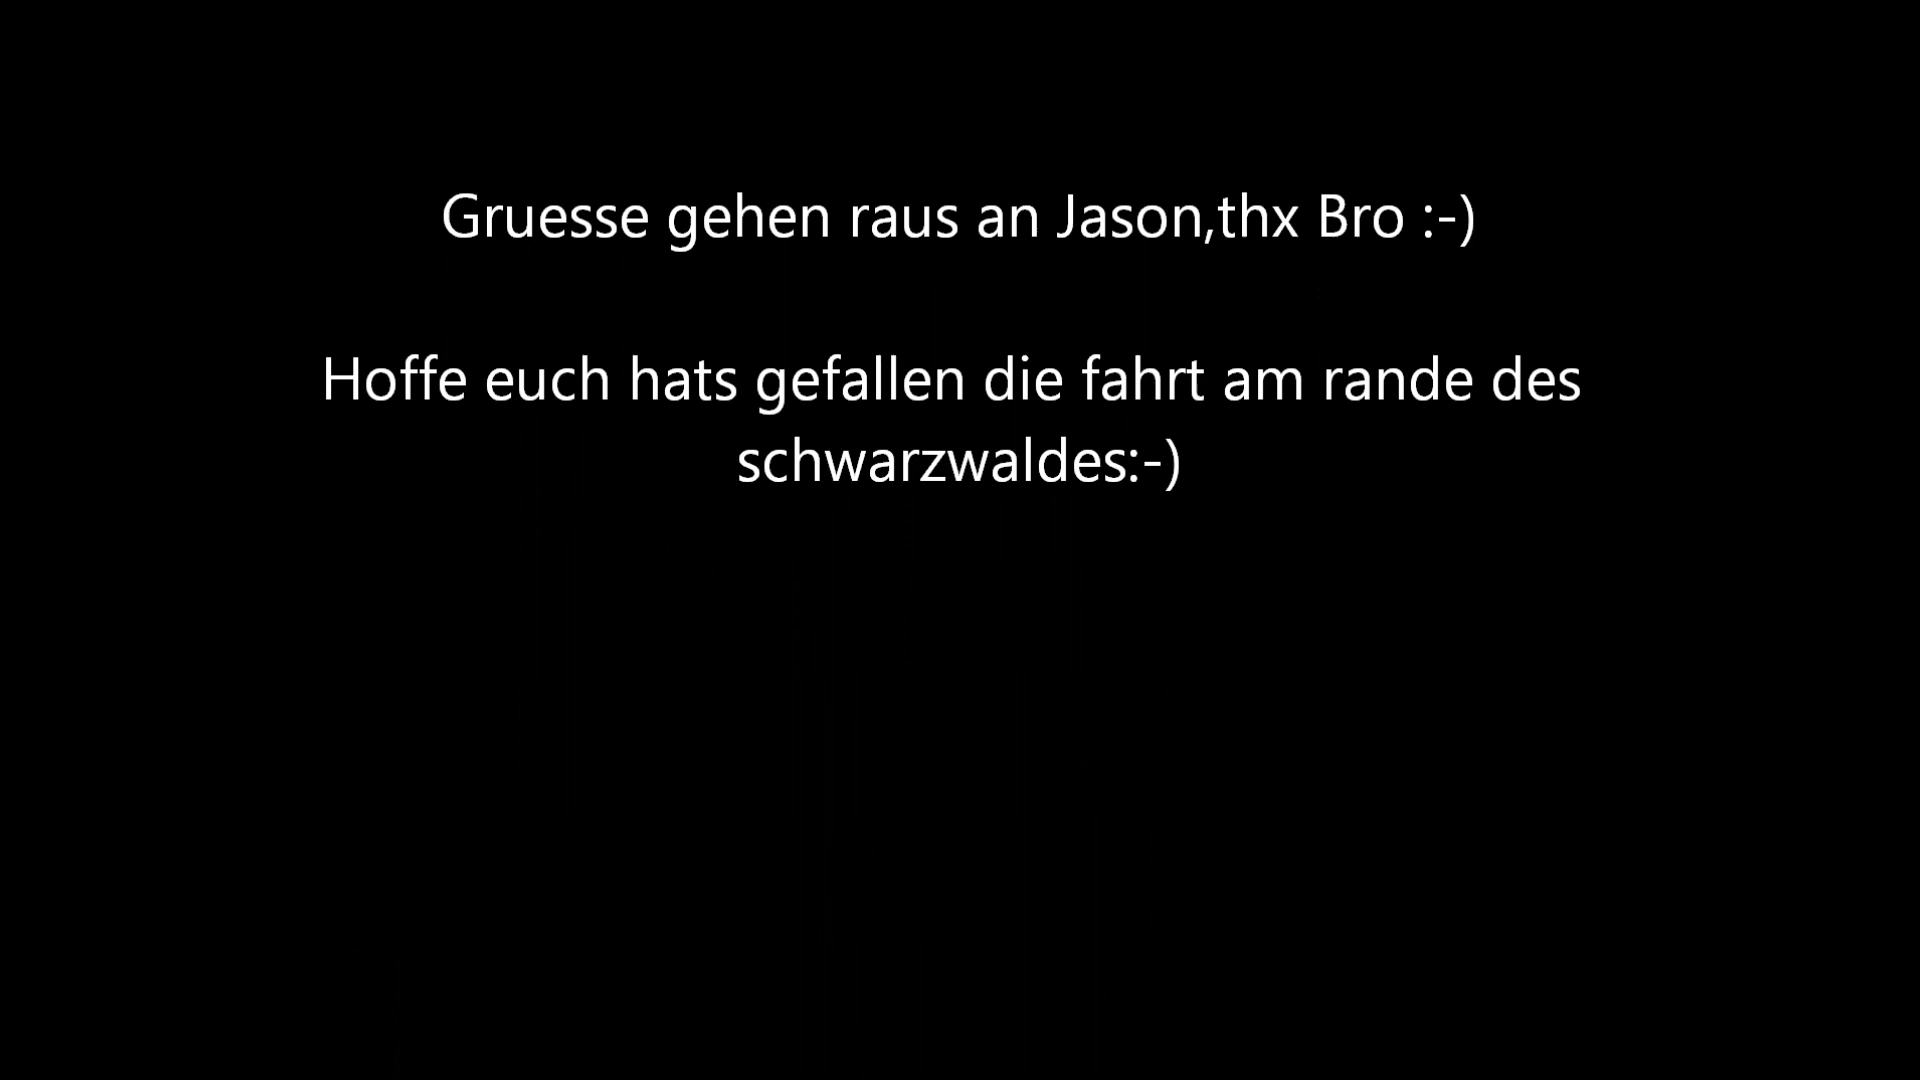 Gruesse gehen raus an Jason,thx Bro :-)
Hoffe euch hats gefallen die fahrt am rande des
schwarzwaldes:-)